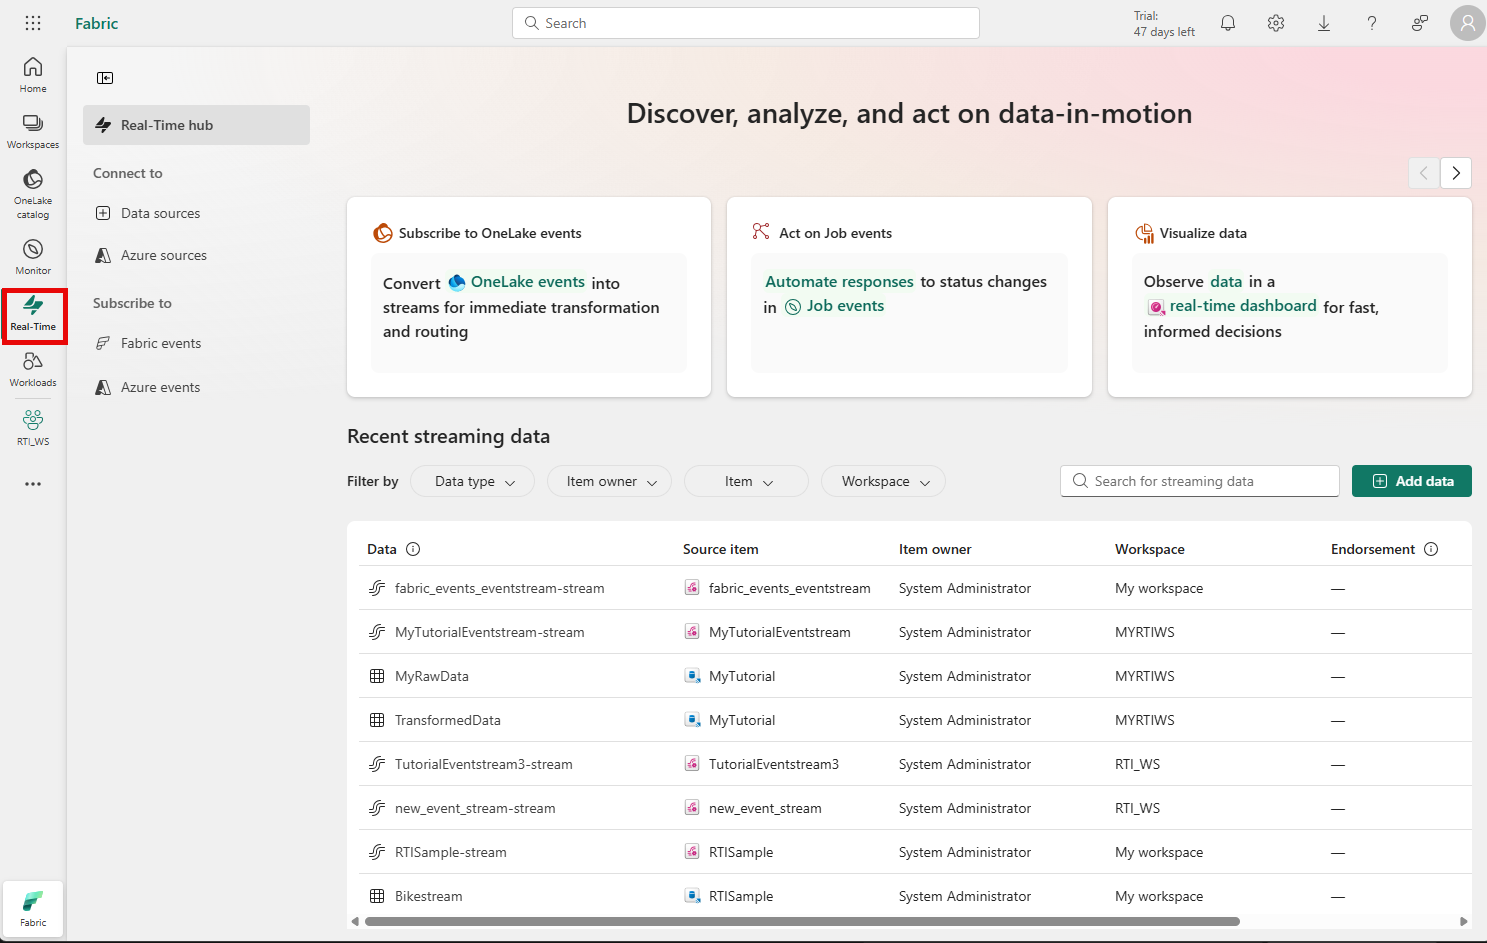 Fabric
Search
Trial:
47 days left
Home
Workspaces
OneLake
catalog
Monitor
Real-Time
Workloads
RTI_WS
Fabric
Real-Time hub
Connect to
Data sources
Azure sources
Subscribe to
Fabric events
Azure events
Discover, analyze, and act on data-in-motion
Subscribe to OneLake events
Convert OneLake events into
streams for immediate transformation
and routing
Act on Job events
Automate responses to status changes
in Job events
Visualize data
Observe data in a
real-time dashboard for fast,
informed decisions
Recent streaming data
Filter by Data type Item owner Item Workspace Search for streaming data Add data
Data Source item Item owner Workspace Endorsement
fabric_events_eventstream-stream fabric_events_eventstream System Administrator My workspace —
MyTutorialEventstream-stream MyTutorialEventstream System Administrator MYRTIWS —
MyRawData MyTutorial System Administrator MYRTIWS —
TransformedData MyTutorial System Administrator MYRTIWS —
TutorialEventstream3-stream TutorialEventstream3 System Administrator RTI_WS —
new_event_stream-stream new_event_stream System Administrator RTI_WS —
RTISample-stream RTISample System Administrator My workspace —
Bikestream RTISample System Administrator My workspace —